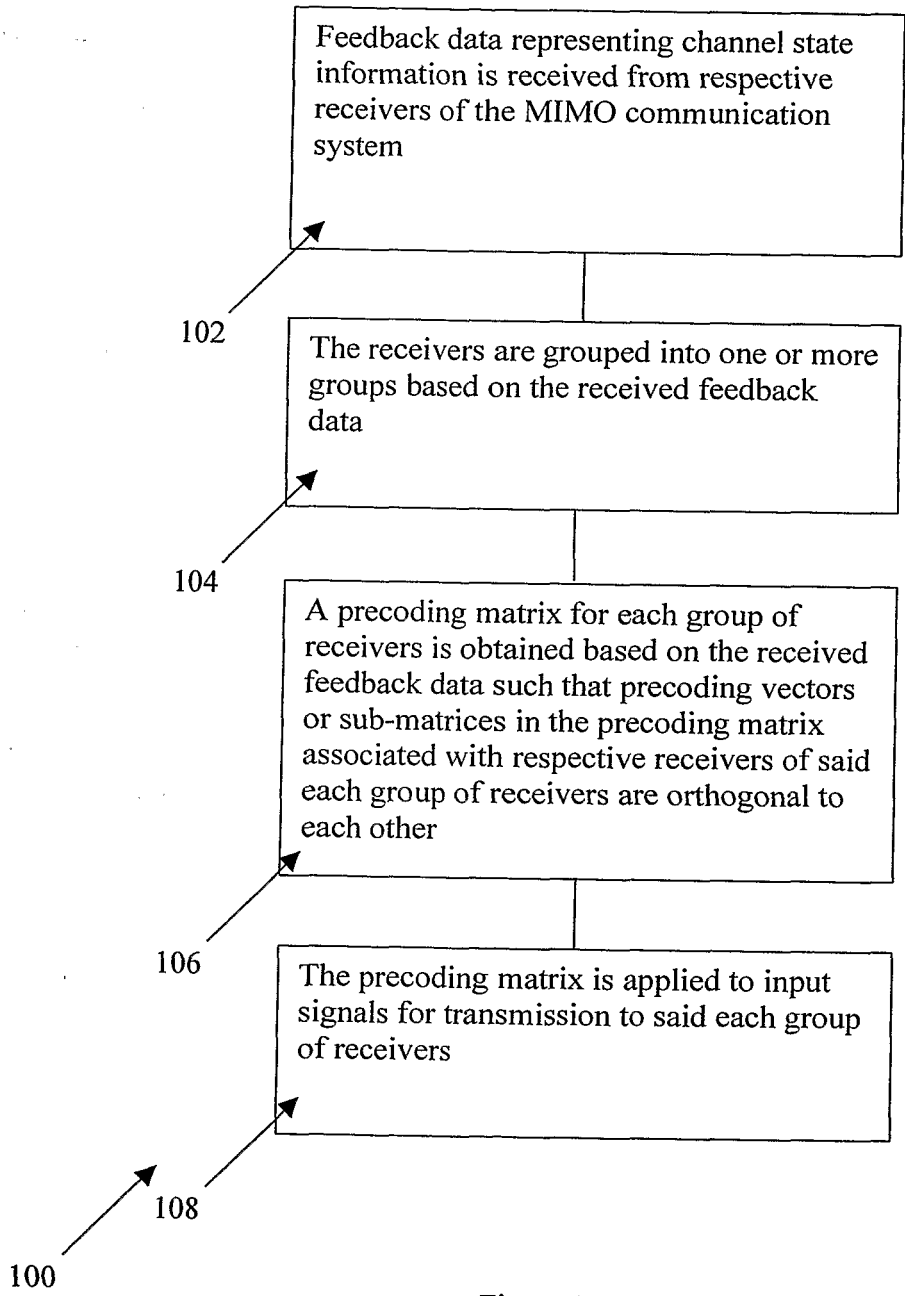 Feedback data representing channel state
information is received from respective
receivers of the MIMO communication
system
102
The receivers are grouped into one or more
groups based on the received feedback
data
104
A precoding matrix for each group of
receivers is obtained based on the received
feedback data such that precoding vectors
or sub-matrices in the precoding matrix
associated with respective receivers of said
each group of receivers are orthogonal to
each other
106
The precoding matrix is applied to input
signals for transmission to said each group
of receivers
108
100